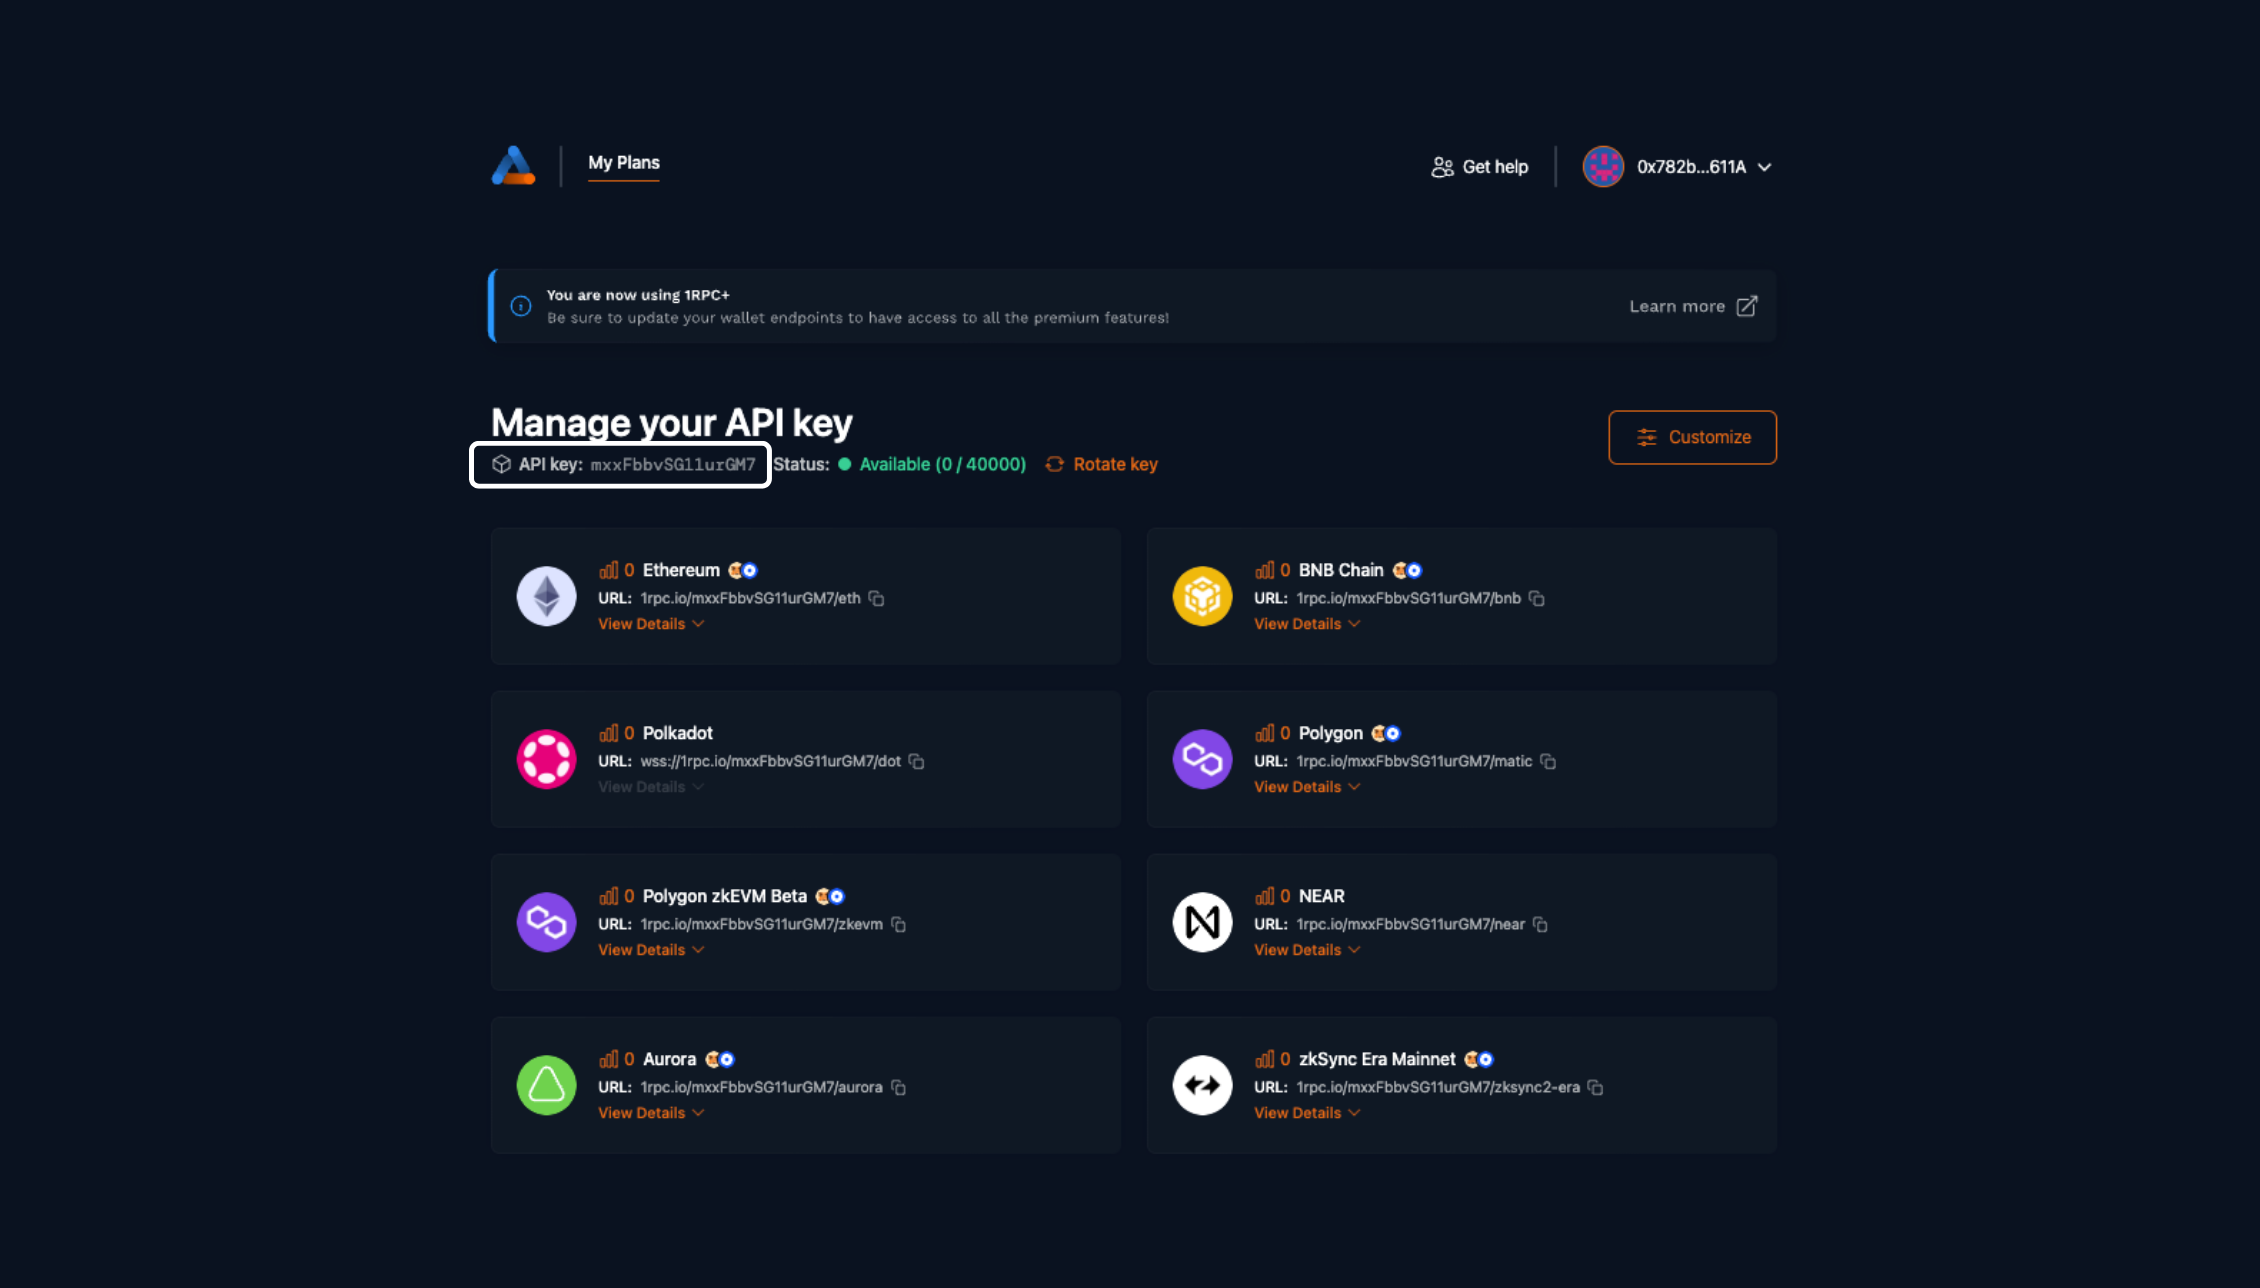 My Plans
Get help
0x782b...611A
You are now using 1RPC+
Be sure to update your wallet endpoints to have access to all the premium features!
Learn more
Manage your API key
Customize
API key: mxxFbbvSG11urGM7 Status: Available (0 / 40000) Rotate key
0 Ethereum
URL: 1rpc.io/mxxFbbvSG11urGM7/eth
View Details
0 BNB Chain
URL: 1rpc.io/mxxFbbvSG11urGM7/bnb
View Details
0 Polkadot
URL: wss://1rpc.io/mxxFbbvSG11urGM7/dot
View Details
0 Polygon
URL: 1rpc.io/mxxFbbvSG11urGM7/matic
View Details
0 Polygon zkEVM Beta
URL: 1rpc.io/mxxFbbvSG11urGM7/zkevm
View Details
0 NEAR
URL: 1rpc.io/mxxFbbvSG11urGM7/near
View Details
0 Aurora
URL: 1rpc.io/mxxFbbvSG11urGM7/aurora
View Details
0 zkSync Era Mainnet
URL: 1rpc.io/mxxFbbvSG11urGM7/zksync2-era
View Details